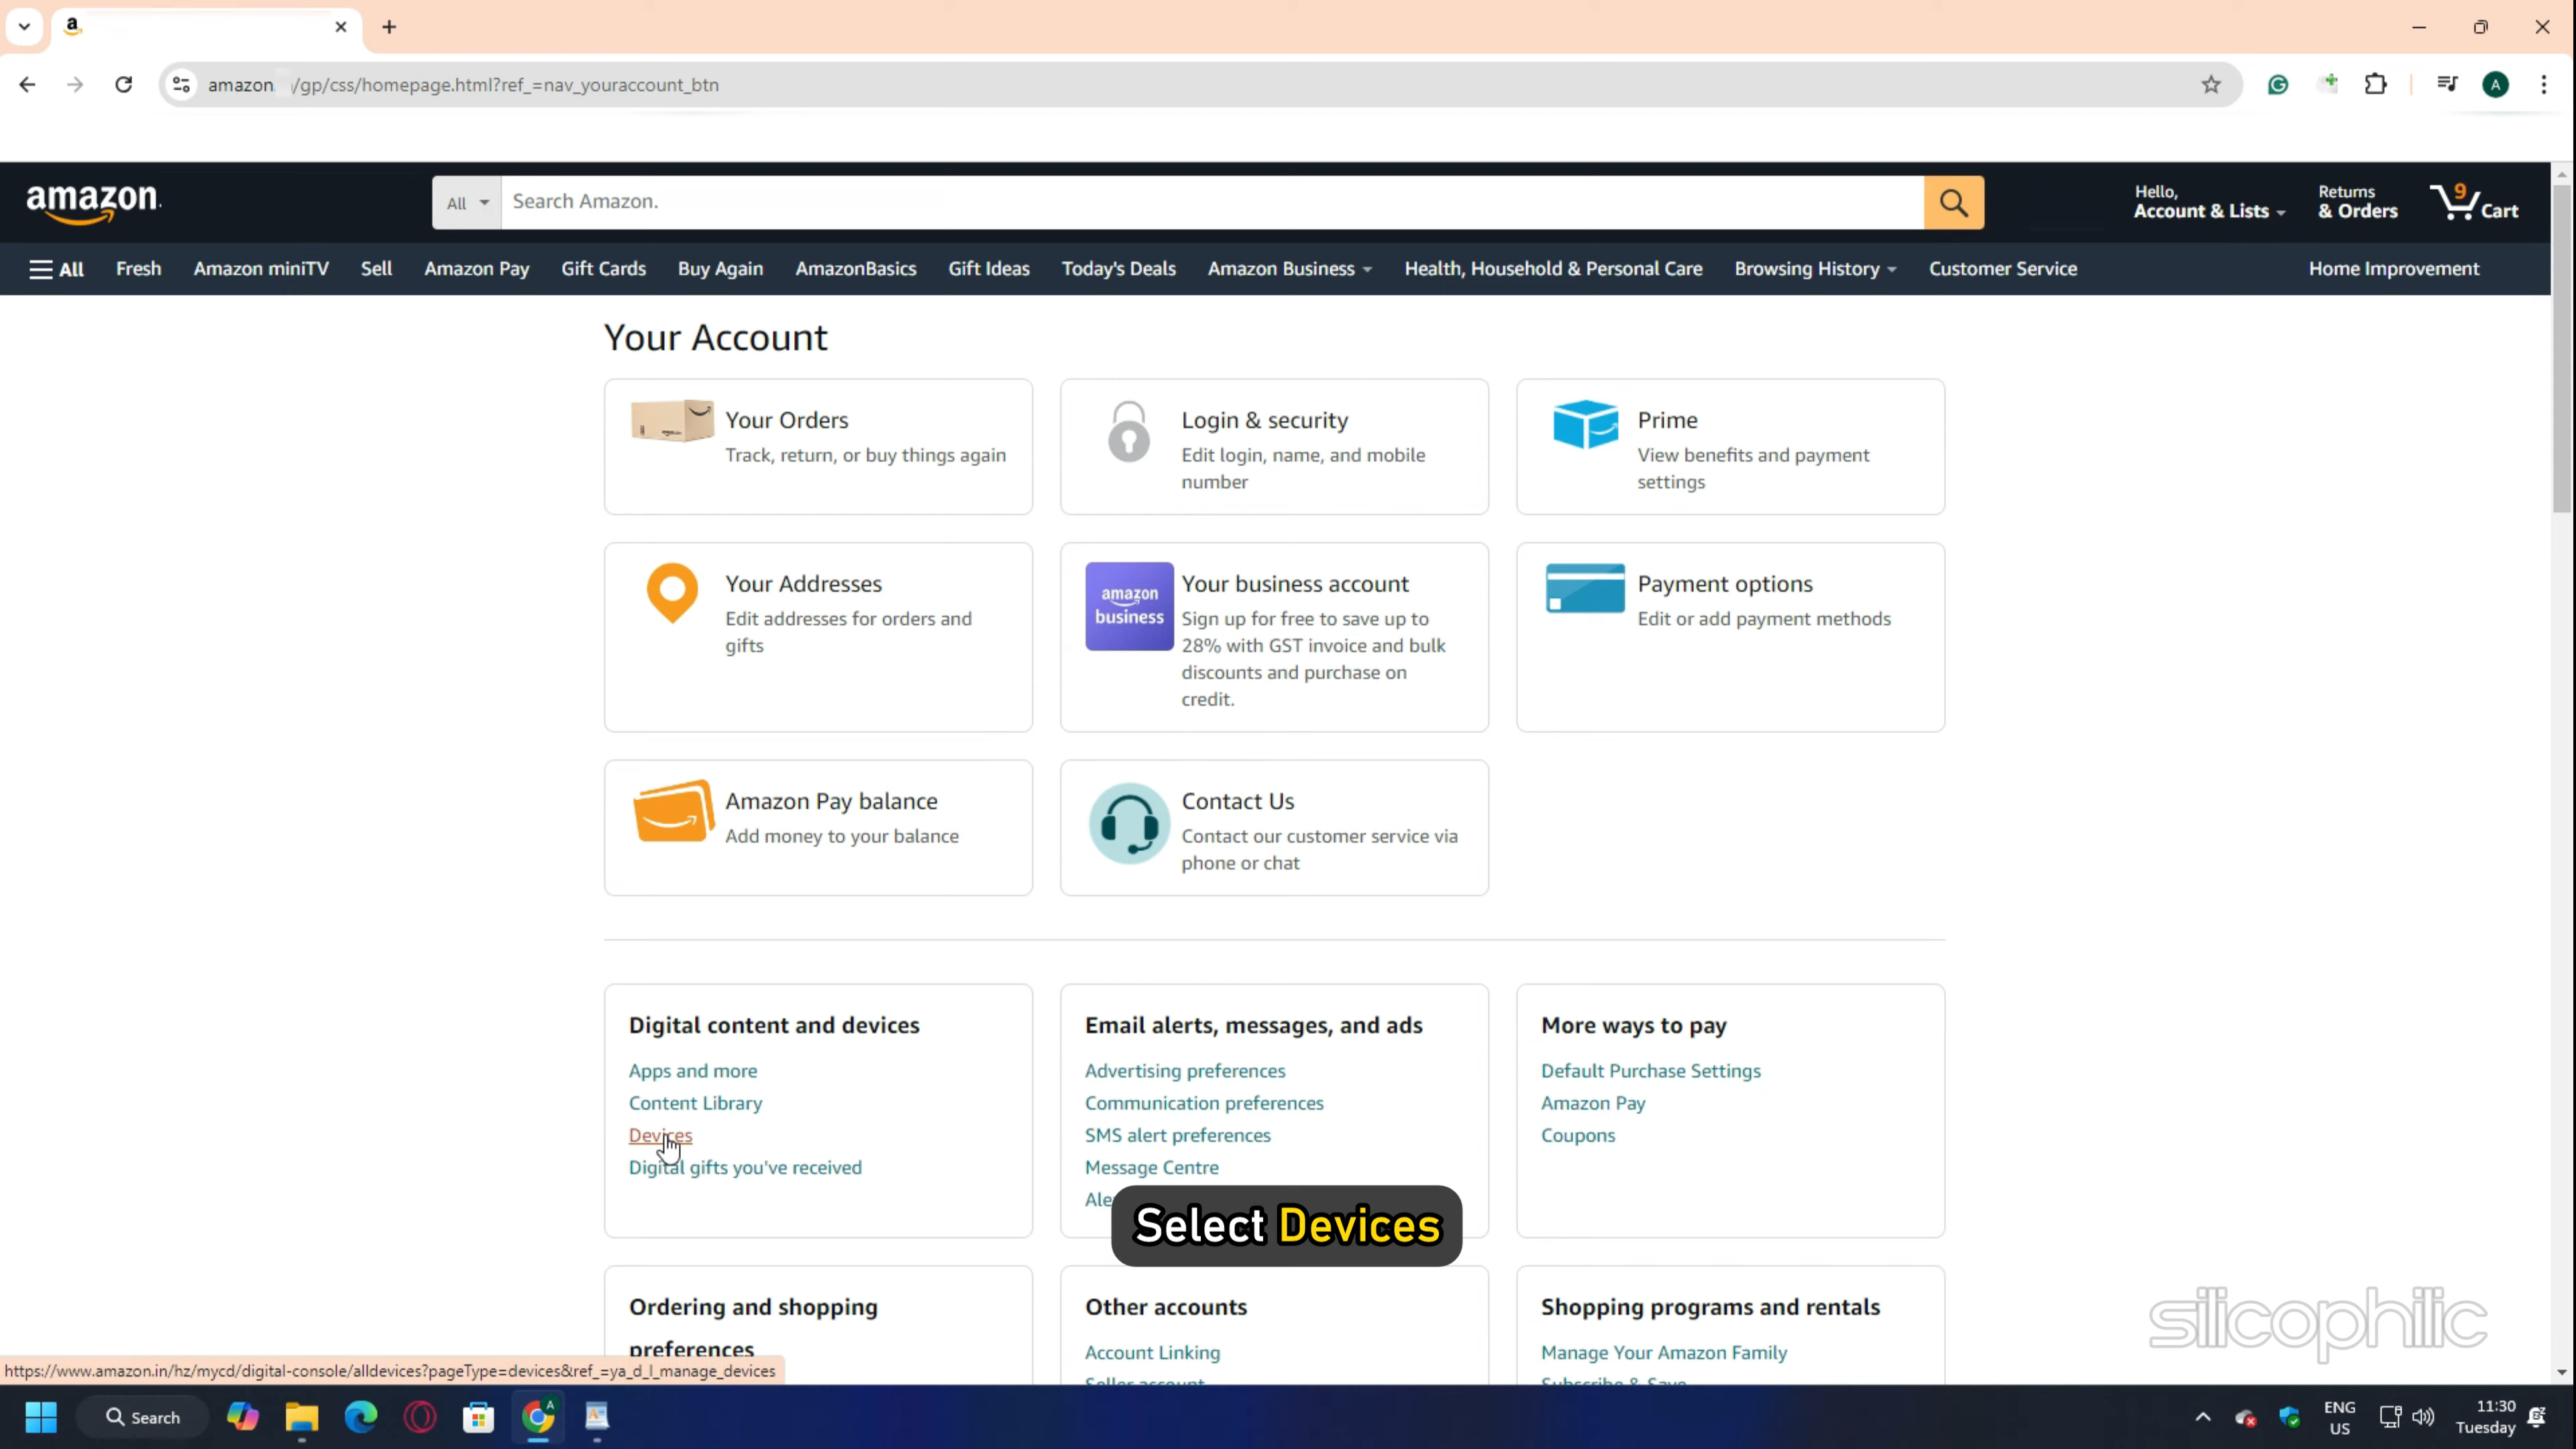 a
amazon. /gp/css/homepage.html?ref_=nav_youraccount_btn
A
amazon.
All
Search Amazon.
Hello,
Account & Lists
Returns
& Orders
9
Cart
All Fresh Amazon miniTV Sell Amazon Pay Gift Cards Buy Again AmazonBasics Gift Ideas Today's Deals Amazon Business Health, Household & Personal Care Browsing History Customer Service Home Improvement
Your Account
Your Orders
Track, return, or buy things again
Login & security
Edit login, name, and mobile
number
Prime
View benefits and payment
settings
Your Addresses
Edit addresses for orders and
gifts
amazon
business
Your business account
Sign up for free to save up to
28% with GST invoice and bulk
discounts and purchase on
credit.
Payment options
Edit or add payment methods
Amazon Pay balance
Add money to your balance
Contact Us
Contact our customer service via
phone or chat
Digital content and devices
Apps and more
Content Library
Devices
Digital gifts you've received
Email alerts, messages, and ads
Advertising preferences
Communication preferences
SMS alert preferences
Message Centre
More ways to pay
Default Purchase Settings
Amazon Pay
Coupons
Select Devices
Ordering and shopping
preferences
Other accounts
Account Linking
Seller account
Shopping programs and rentals
Manage Your Amazon Family
Subscribe & Save
silicophilic
https://www.amazon.in/hz/mycd/digital-console/alldevices?pageType=devices&ref_=ya_d_l_manage_devices
Search
A
ENG
US
11:30
Tuesday